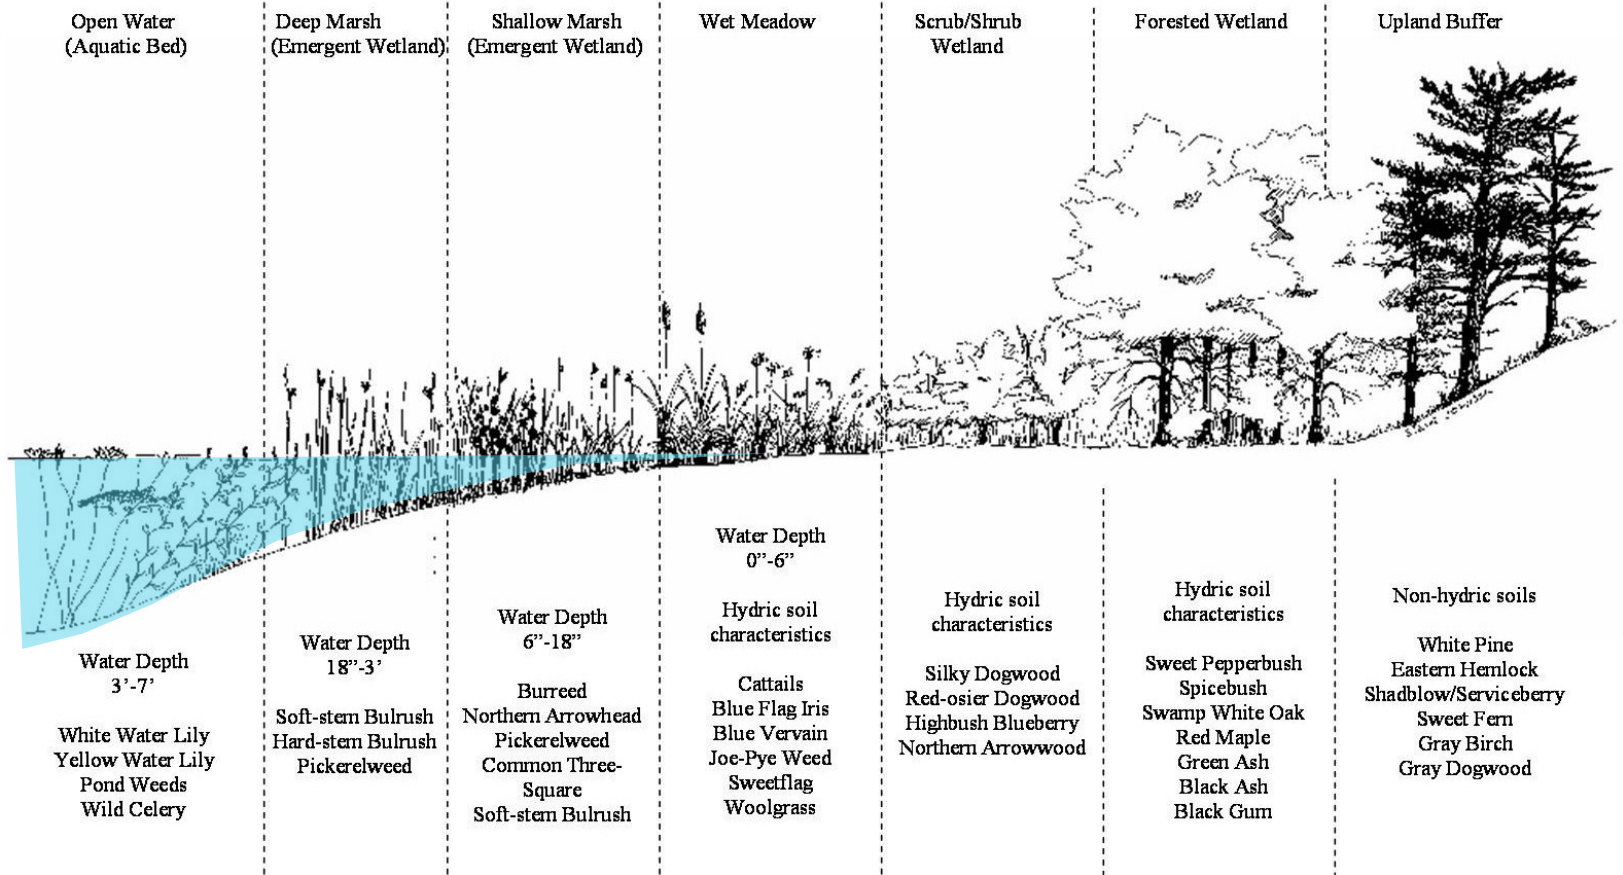 Open Water
(Aquatic Bed)
Deep Marsh
(Emergent Wetland)
Shallow Marsh
(Emergent Wetland)
Wet Meadow
Scrub/Shrub
Wetland
Forested Wetland
Upland Buffer
Water Depth
3’-7’
White Water Lily
Yellow Water Lily
Pond Weeds
Wild Celery
Water Depth
18”-3’
Soft-stem Bulrush
Hard-stem Bulrush
Pickerelweed
Water Depth
6”-18”
Burreed
Northern Arrowhead
Pickerelweed
Common Three-
Square
Soft-stem Bulrush
Water Depth
0”-6”
Hydric soil
characteristics
Cattails
Blue Flag Iris
Blue Vervain
Joe-Pye Weed
Sweetflag
Woolgrass
Hydric soil
characteristics
Silky Dogwood
Red-osier Dogwood
Highbush Blueberry
Northern Arrowwood
Hydric soil
characteristics
Sweet Pepperbush
Spicebush
Swamp White Oak
Red Maple
Green Ash
Black Ash
Black Gum
Non-hydric soils
White Pine
Eastern Hemlock
Shadblow/Serviceberry
Sweet Fern
Gray Birch
Gray Dogwood